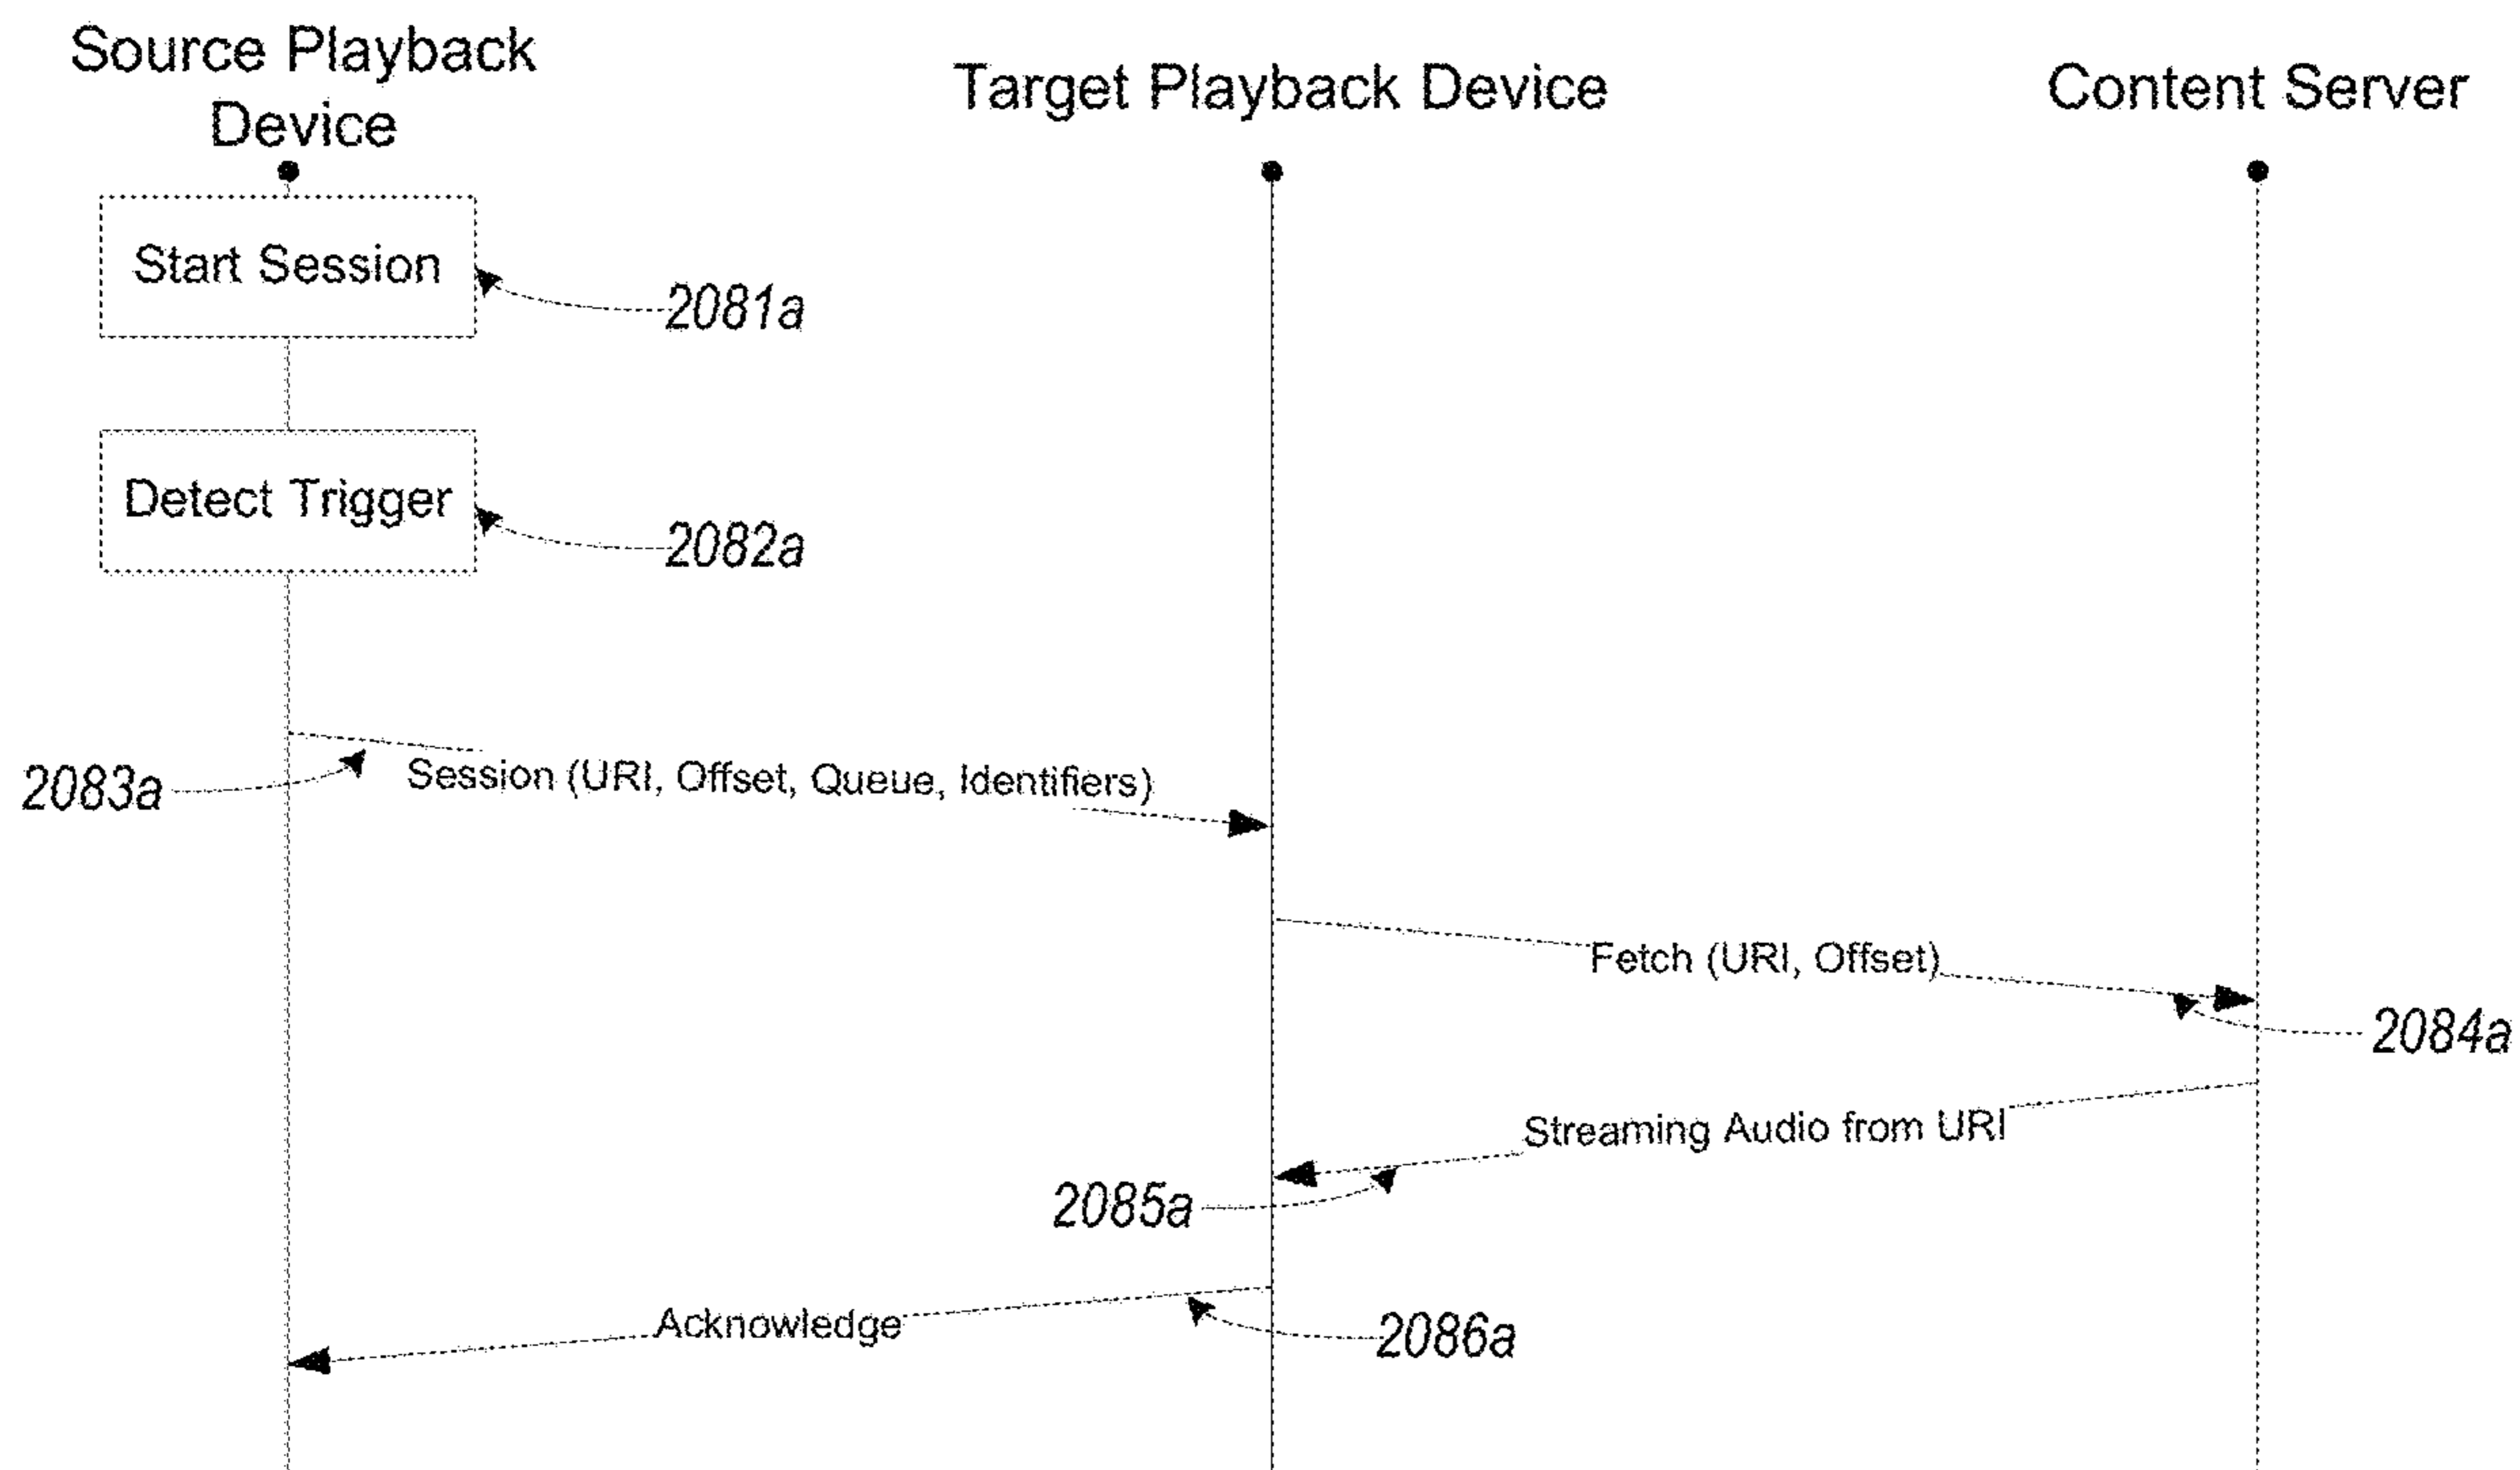 Source Playback
Device
Target Playback Device
Content Server
Start Session
2081a
Detect Trigger
2082a
2083a
Session (URI, Offset, Queue, Identifiers)
Fetch (URI, Offset)
2084a
Streaming Audio from URI
2085a
Acknowledge
2086a